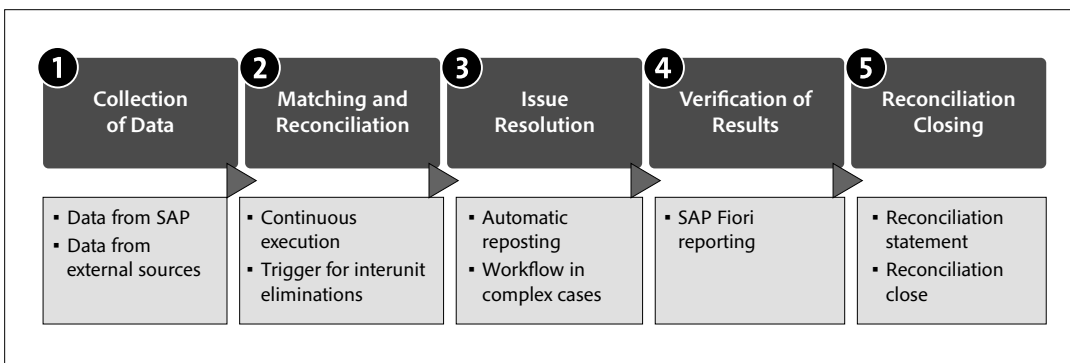 1
Collection
of Data
▪ Data from SAP
▪ Data from
external sources
2
Matching and
Reconciliation
▪ Continuous
execution
▪ Trigger for interunit
eliminations
3
Issue
Resolution
▪ Automatic
reposting
▪ Workflow in
complex cases
4
Verification of
Results
▪ SAP Fiori
reporting
5
Reconciliation
Closing
▪ Reconciliation
statement
▪ Reconciliation
close